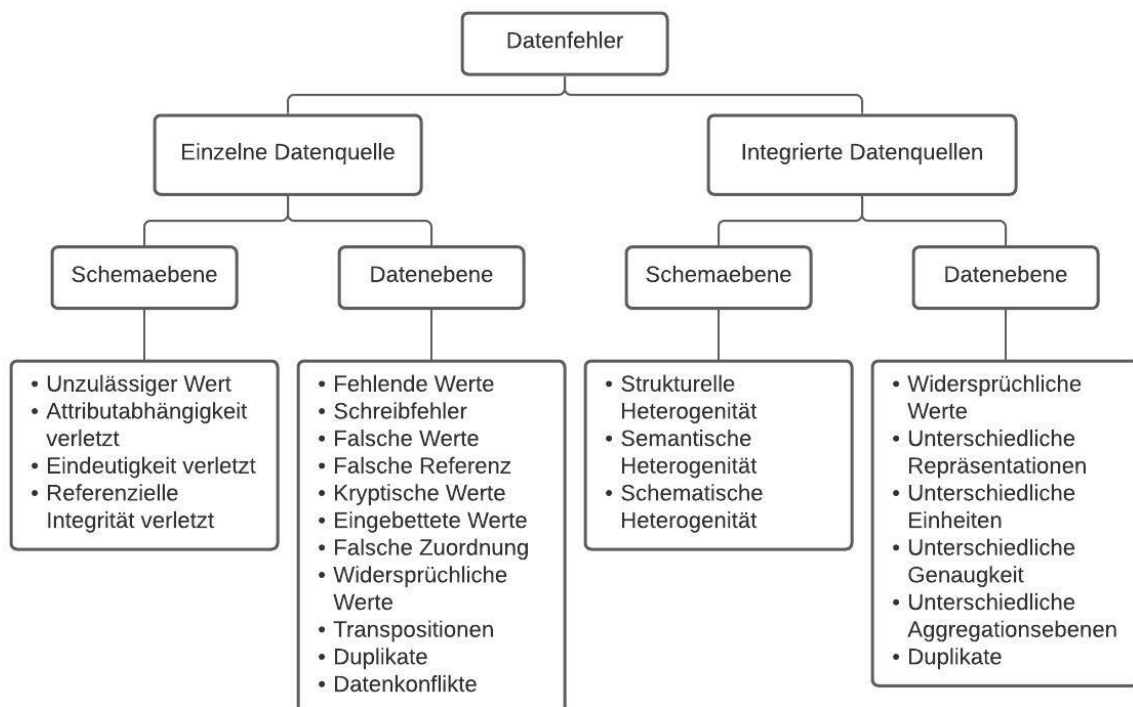 Datenfehler
Einzelne Datenquelle
Integrierte Datenquellen
Schemaebene
Datenebene
Schemaebene
Datenebene
• Unzulässiger Wert
• Attributabhängigkeit
verletzt
• Eindeutigkeit verletzt
• Referenzielle
Integrität verletzt
• Fehlende Werte
• Schreibfehler
• Falsche Werte
• Falsche Referenz
• Kryptische Werte
• Eingebettete Werte
• Falsche Zuordnung
• Widersprüchliche
Werte
• Transpositionen
• Duplikate
• Datenkonflikte
• Strukturelle
Heterogenität
• Semantische
Heterogenität
• Schematische
Heterogenität
• Widersprüchliche
Werte
• Unterschiedliche
Repräsentationen
• Unterschiedliche
Einheiten
• Unterschiedliche
Genaugkeit
• Unterschiedliche
Aggregationsebenen
• Duplikate